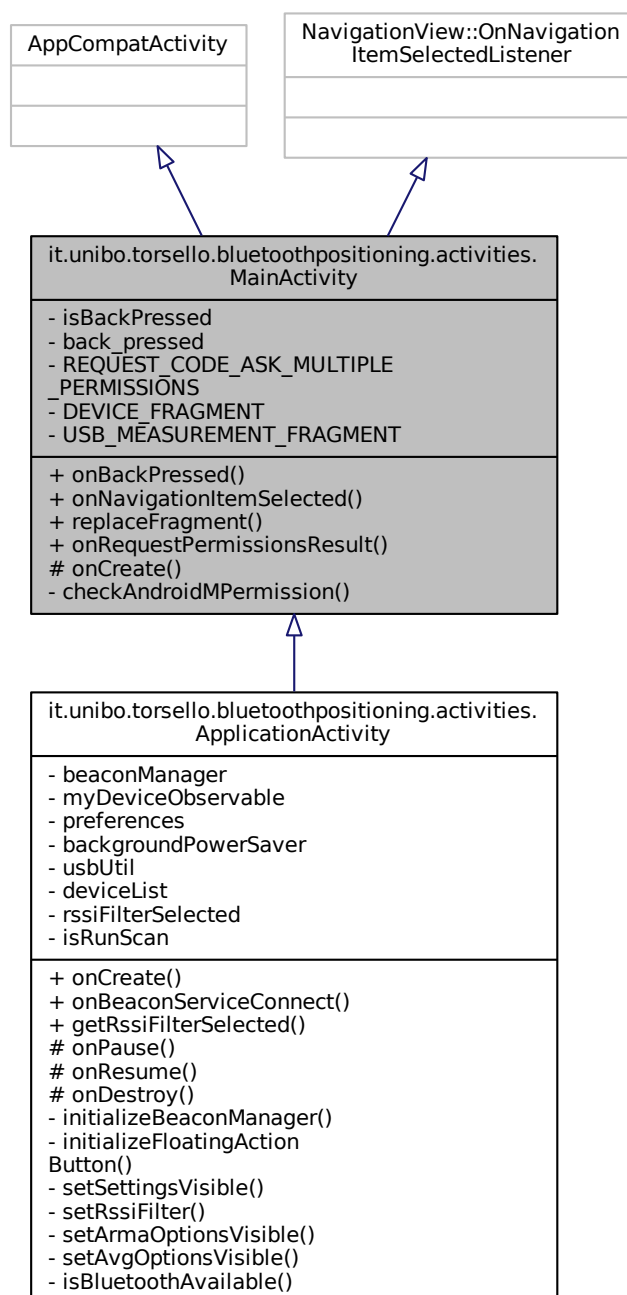 AppCompatActivity
NavigationView::OnNavigation
ItemSelectedListener
it.unibo.torsello.bluetoothpositioning.activities.
MainActivity
- isBackPressed
- back_pressed
- REQUEST_CODE_ASK_MULTIPLE
_PERMISSIONS
- DEVICE_FRAGMENT
- USB_MEASUREMENT_FRAGMENT
+ onBackPressed()
+ onNavigationItemSelected()
+ replaceFragment()
+ onRequestPermissionsResult()
# onCreate()
- checkAndroidMPermission()
it.unibo.torsello.bluetoothpositioning.activities.
ApplicationActivity
- beaconManager
- myDeviceObservable
- preferences
- backgroundPowerSaver
- usbUtil
- deviceList
- rssiFilterSelected
- isRunScan
+ onCreate()
+ onBeaconServiceConnect()
+ getRssiFilterSelected()
# onPause()
# onResume()
# onDestroy()
- initializeBeaconManager()
- initializeFloatingAction
Button()
- setSettingsVisible()
- setRssiFilter()
- setArmaOptionsVisible()
- setAvgOptionsVisible()
- isBluetoothAvailable()